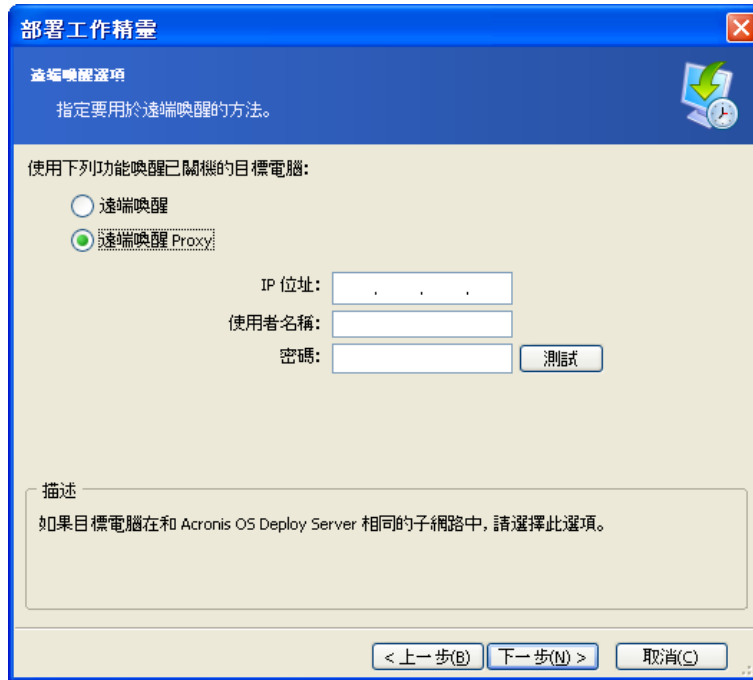 部署工作精靈
遠端喚醒選項
指定要用於遠端喚醒的方法。
使用下列功能喚醒已關機的目標電腦:
遠端喚醒
遠端喚醒 Proxy
IP 位址:
使用者名稱:
密碼:
測試
描述
如果目標電腦在和 Acronis OS Deploy Server 相同的子網路中, 請選擇此選項。
< 上一步(B)
下一步(N) >
取消(C)